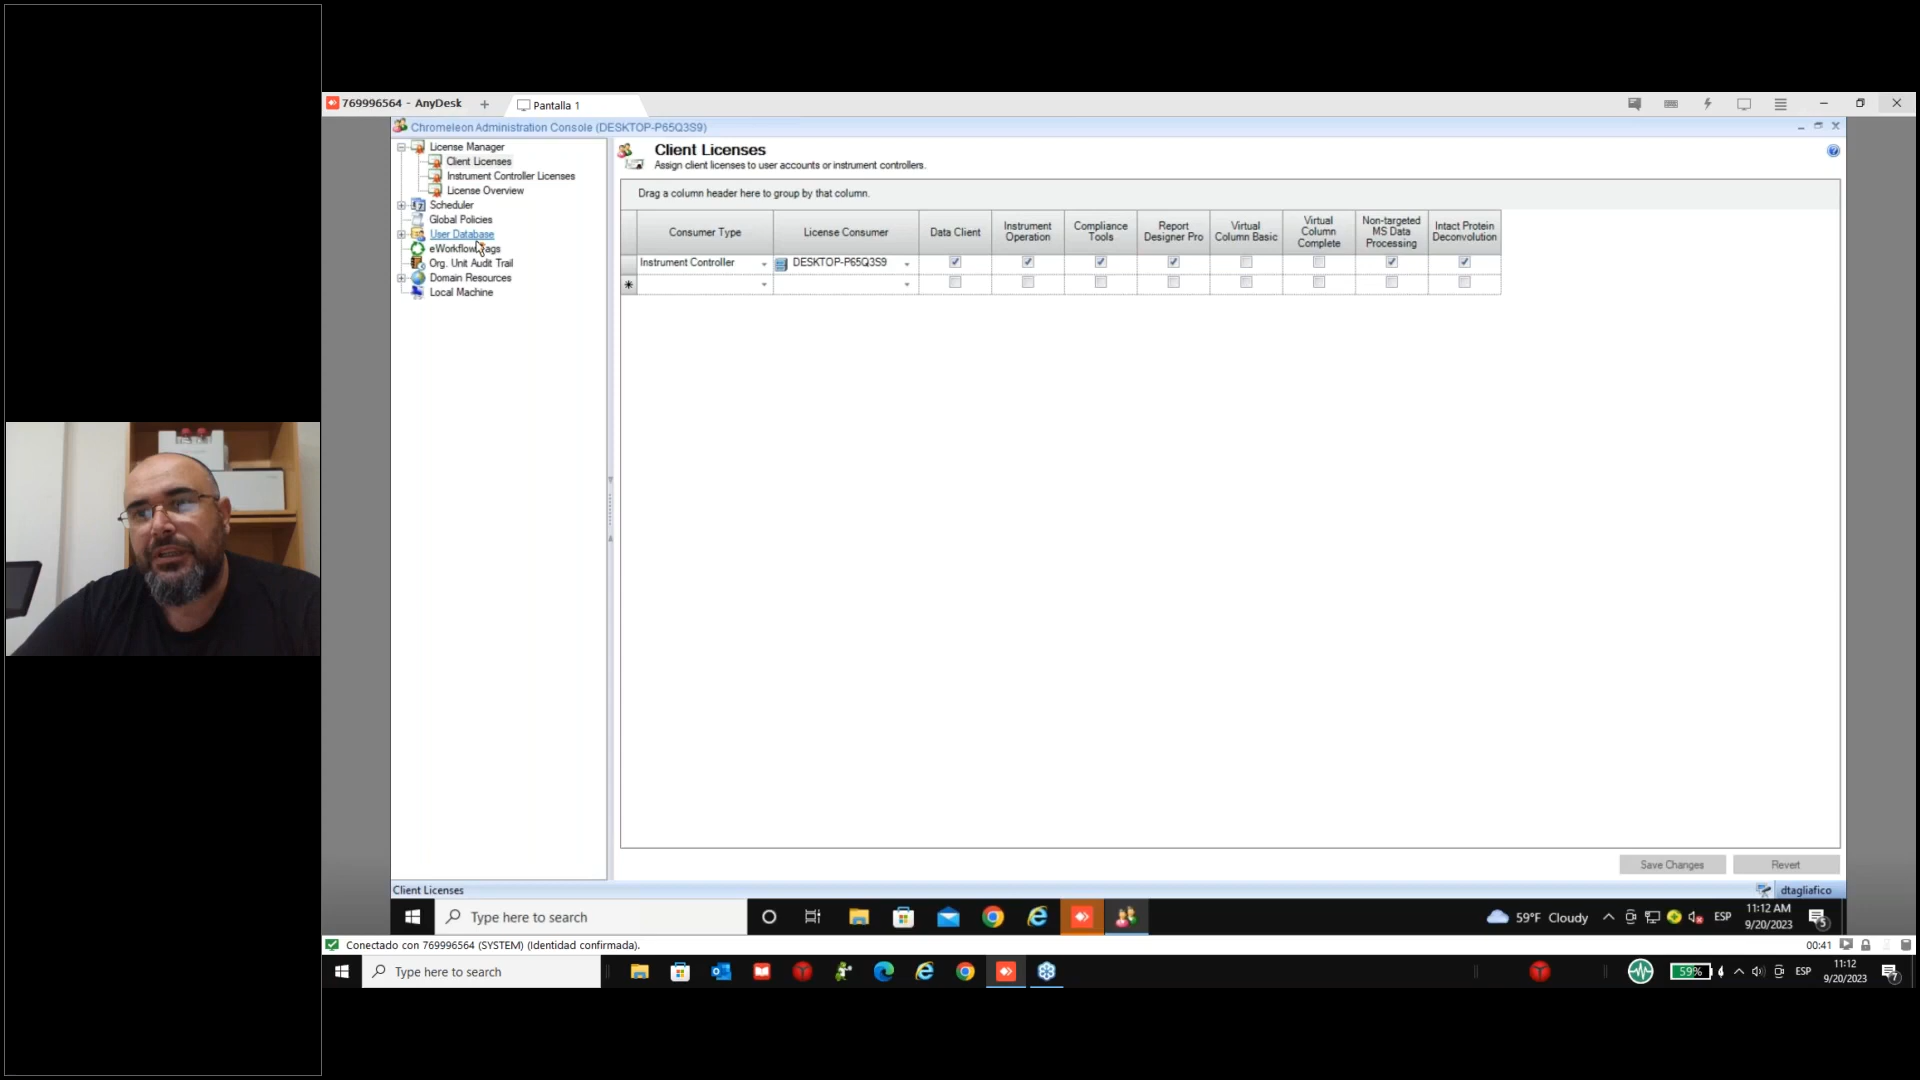 769996564 - AnyDesk
Pantalla 1
Chromeleon Administration Console (DESKTOP-P65Q3S9)
License Manager
Client Licenses
Instrument Controller Licenses
License Overview
Scheduler
Global Policies
User Database
eWorkflow Tags
Org. Unit Audit Trail
Domain Resources
Local Machine
Client Licenses
Assign client licenses to user accounts or instrument controllers.
Drag a column header here to group by that column.
Consumer Type
License Consumer
Data Client
Instrument
Operation
Compliance
Tools
Report
Designer Pro
Virtual
Column Basic
Virtual
Column
Complete
Non-targeted
MS Data
Processing
Intact Protein
Deconvolution
Instrument Controller
DESKTOP-P65Q3S9
Save Changes
Revert
Client Licenses
dtagliafico
Type here to search
59°F Cloudy
ESP
11:12 AM
9/20/2023
5
Conectado con 769996564 (SYSTEM) (Identidad confirmada).
00:41
Type here to search
59%
ESP
11:12
9/20/2023
7